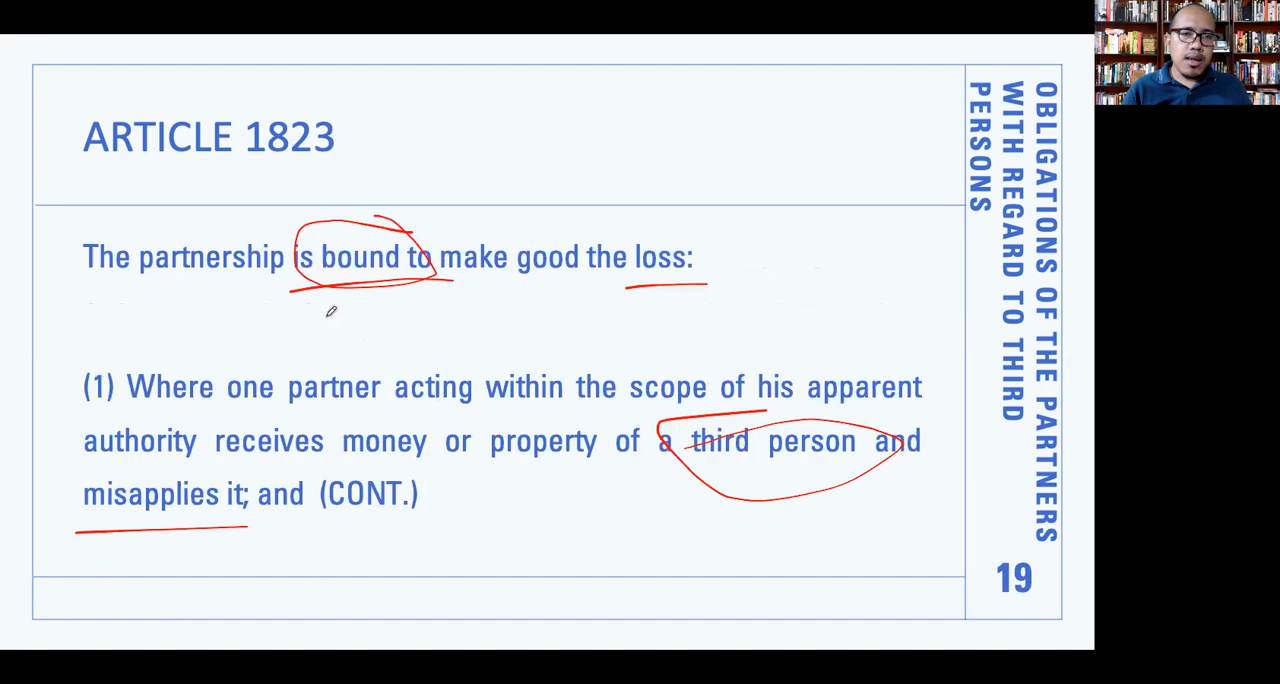 ARTICLE 1823
The partnership is bound to make good the loss:
(1) Where one partner acting within the scope of his apparent
authority receives money or property of a third person and
misapplies it; and (CONT.)
OBLIGATIONS OF THE PARTNERS
WITH REGARD TO THIRD
PERSONS
19